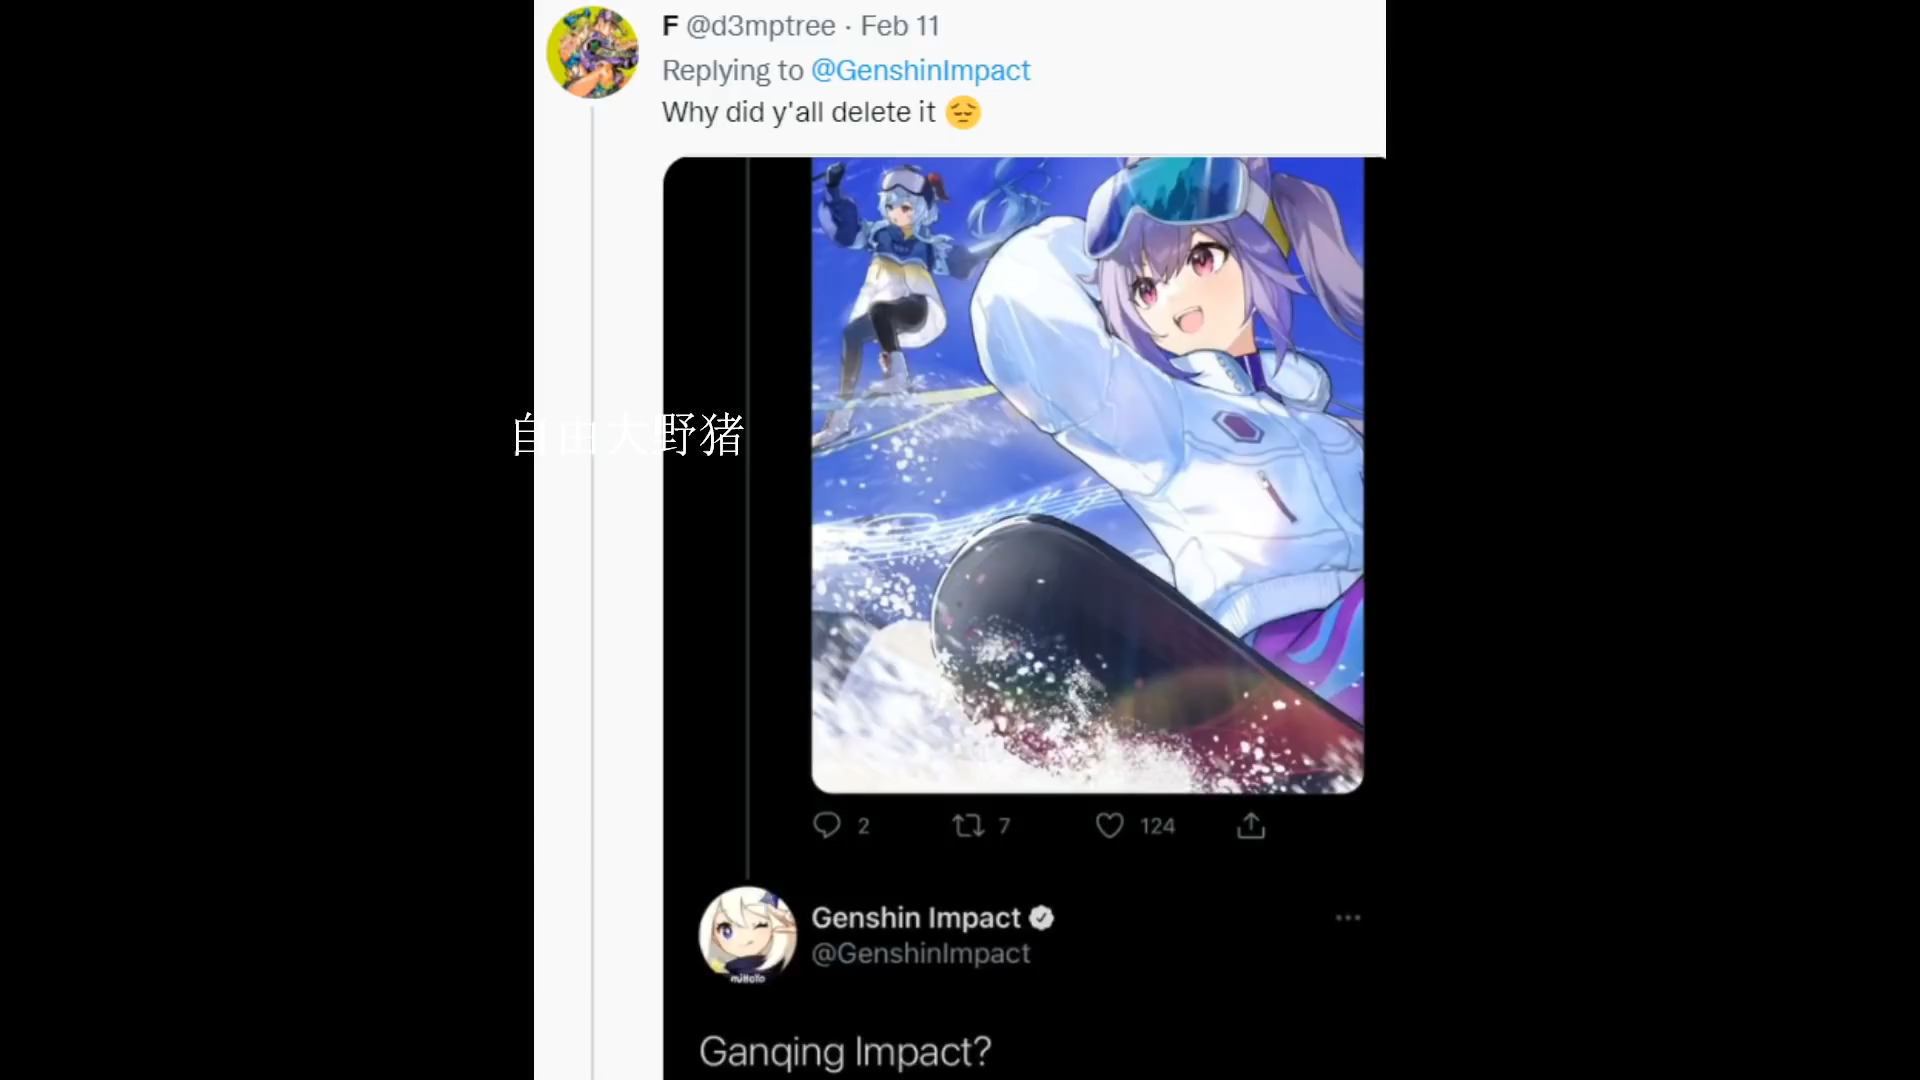 F @d3mptree · Feb 11
Replying to @GenshinImpact
Why did y'all delete it 😔
自由大野猪
2 7 124
Genshin Impact
@GenshinImpact
miHoYo
Ganqing Impact?